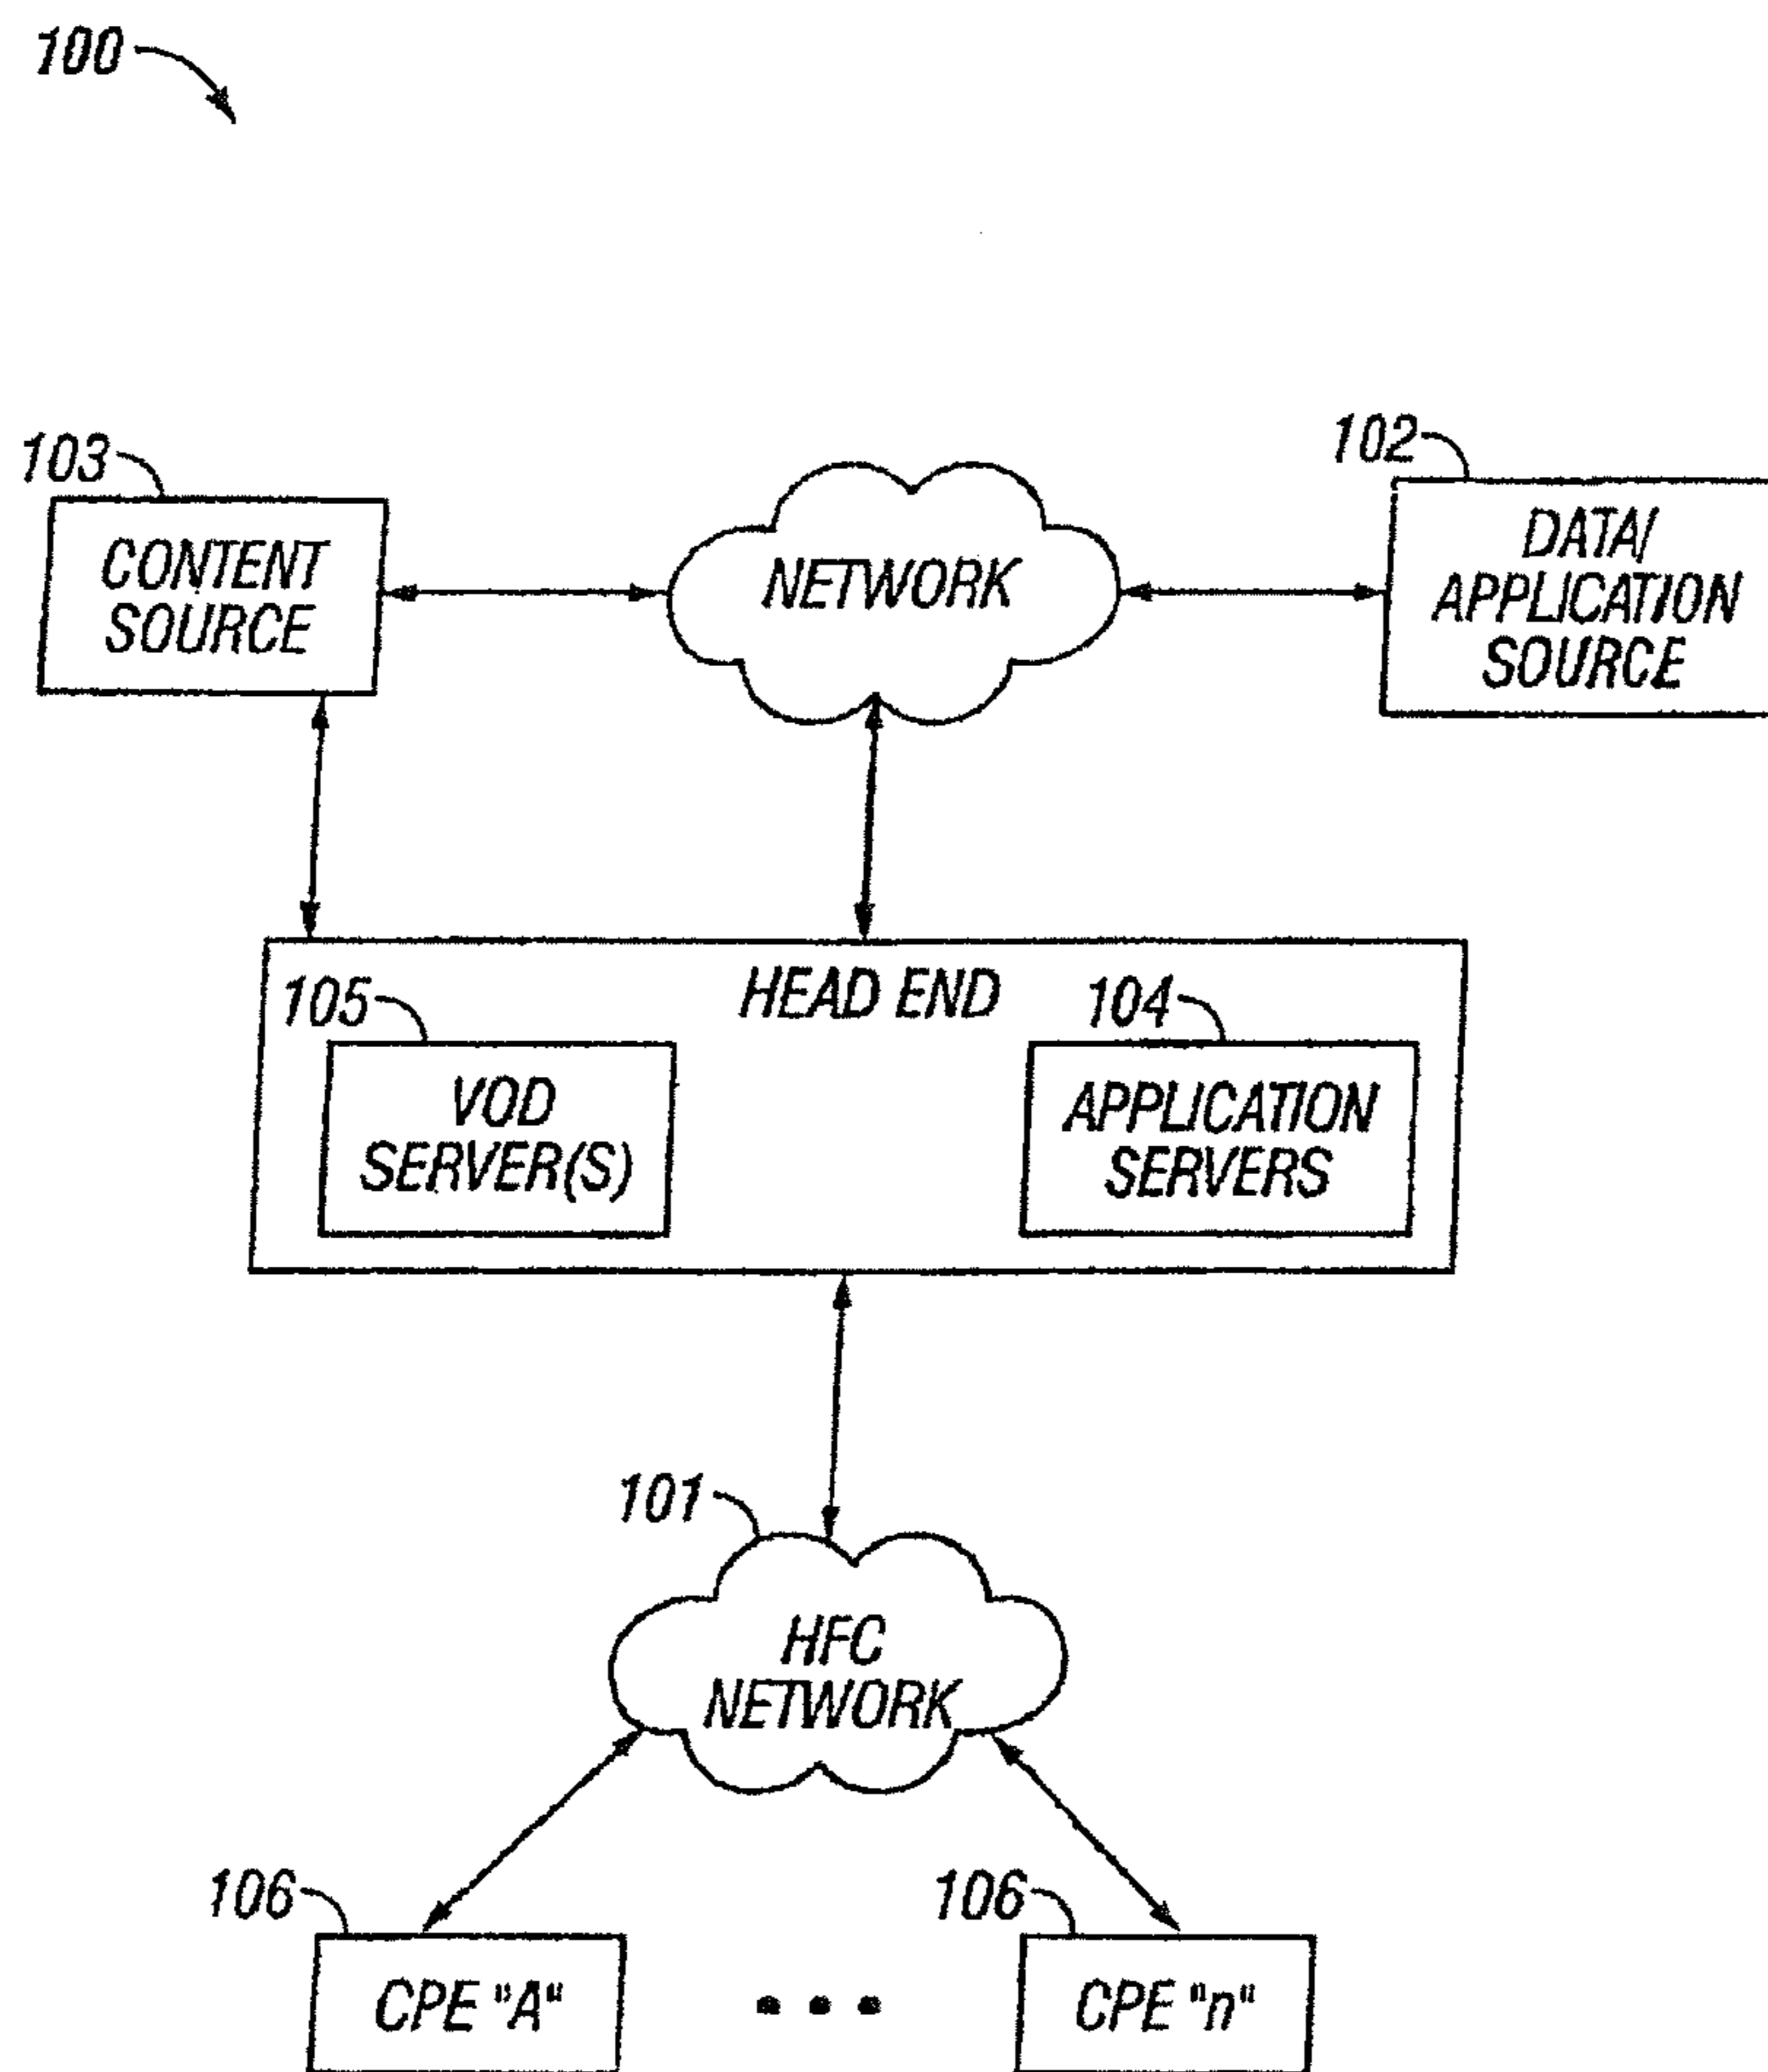 100
103
CONTENT
SOURCE
NETWORK
102
DATA/
APPLICATION
SOURCE
HEAD END
105
VOD
SERVER(S)
104
APPLICATION
SERVERS
101
HFC
NETWORK
106
CPE "A"
106
CPE "n"